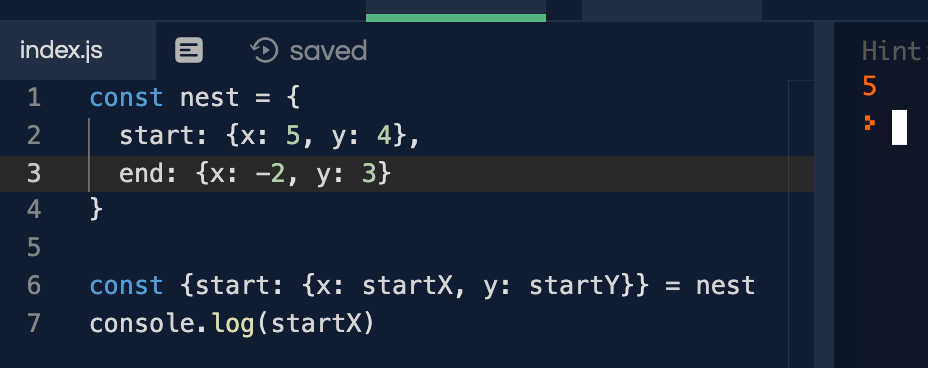 index.js
saved
Hint:
5
1 const nest = {
2 start: {x: 5, y: 4},
3 end: {x: -2, y: 3}
4 }
5
6 const {start: {x: startX, y: startY}} = nest
7 console.log(startX)